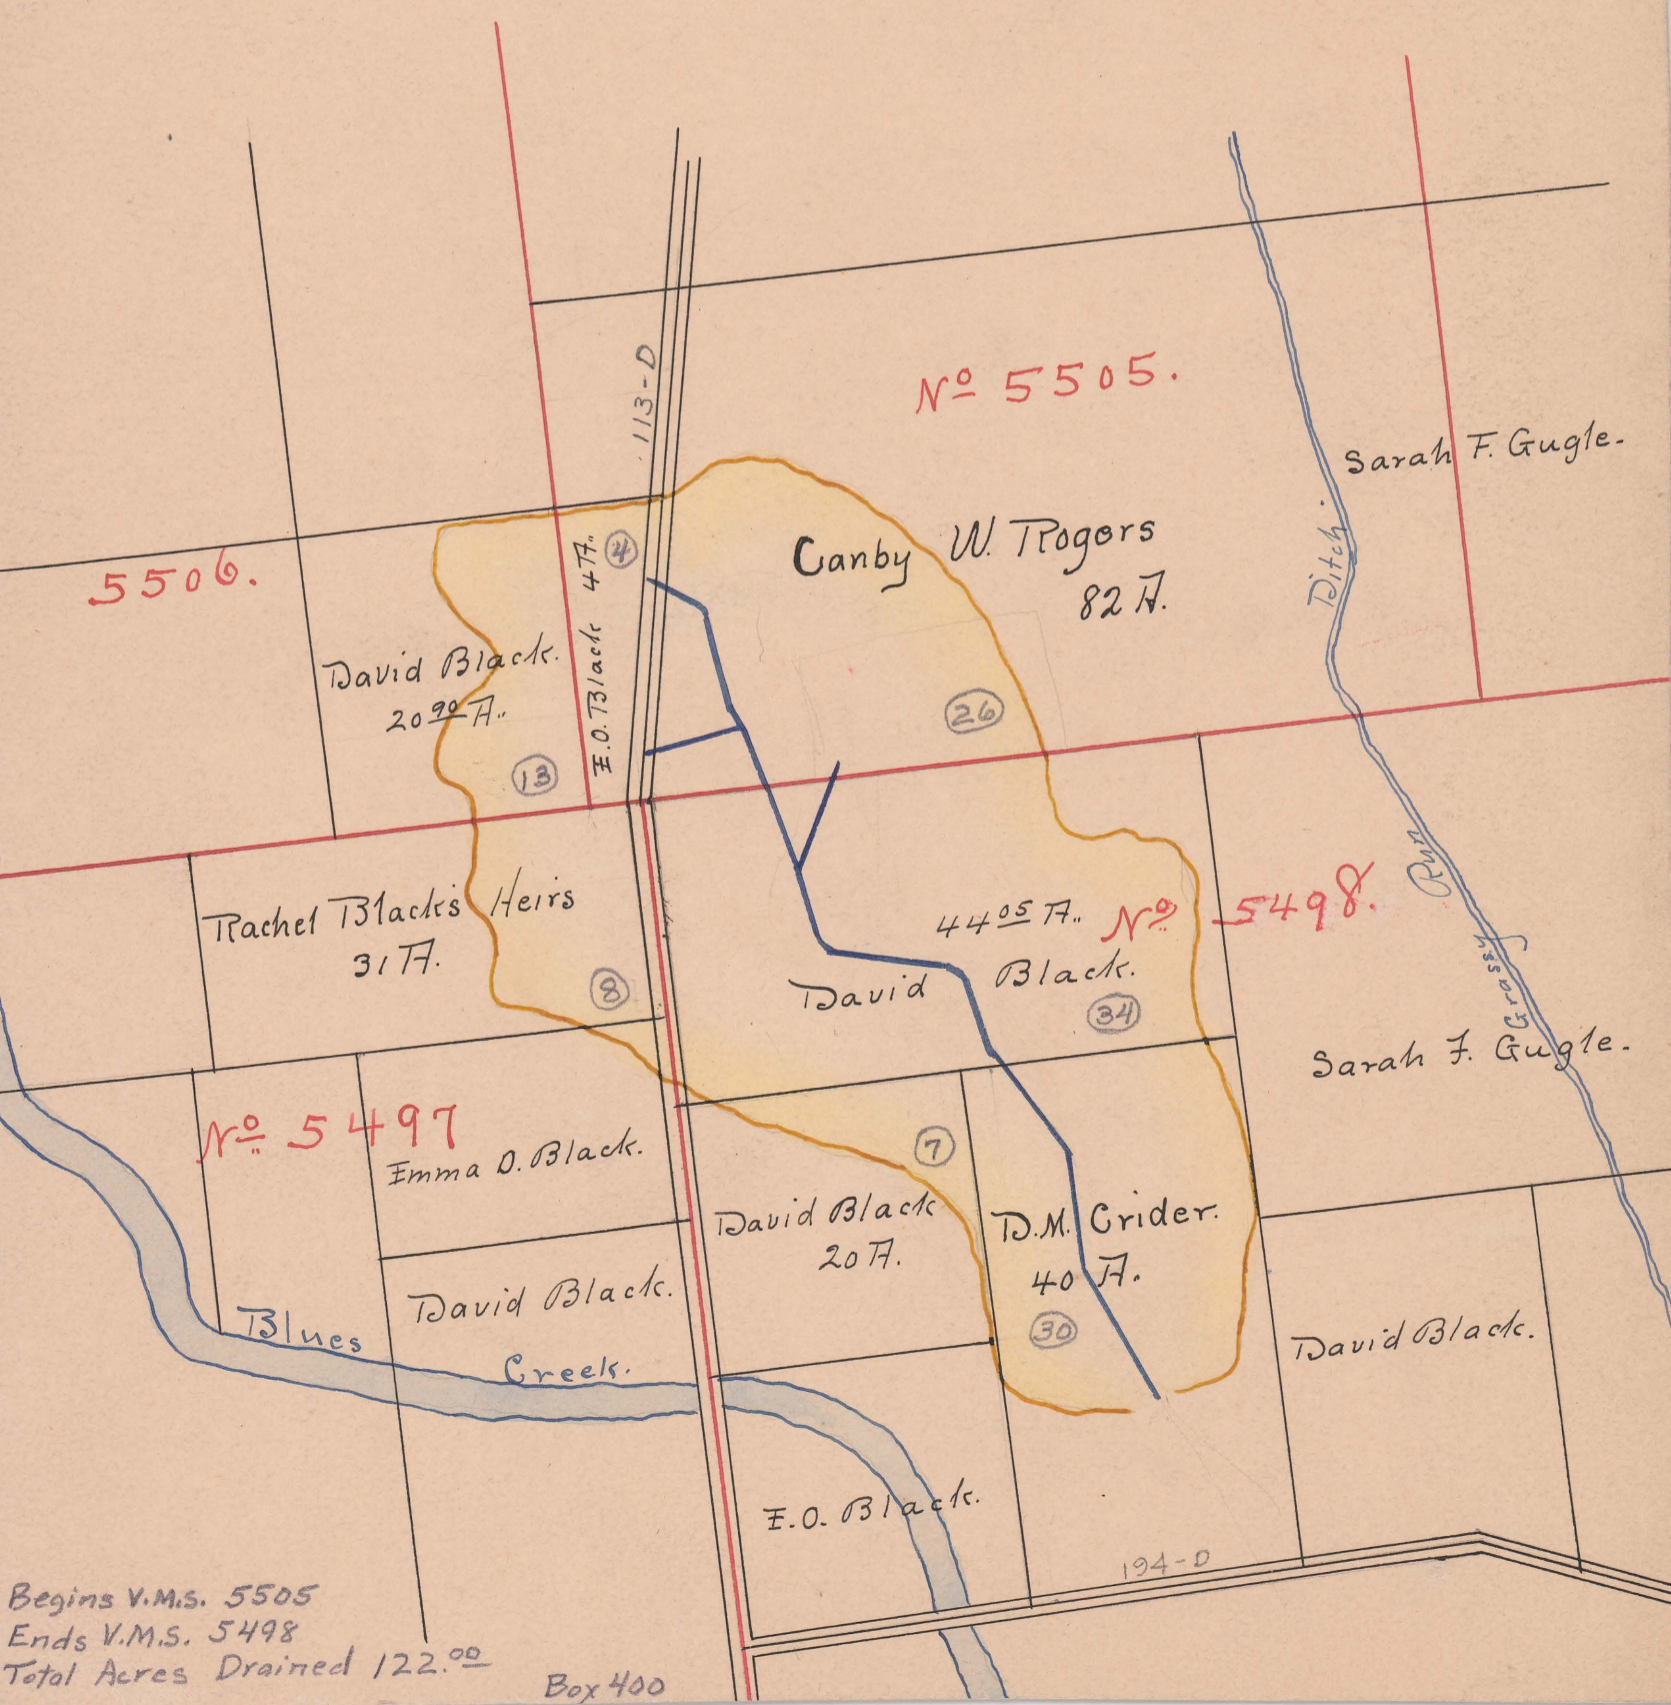 113-D
Nº 5505.
Sarah F. Gugle.
Canby W. Rogers
82 A.
Ditch.
5506.
E.O. Black 4 A..
4
David Black.
20 90 A..
26
13
Rachel Black's Heirs
31 A.
8
44 05 A..
Nº 5498.
David Black.
34
Run
Grassy
Sarah F. Gugle.
Nº 5497
Emma D. Black.
7
David Black
20 A.
D.M. Crider.
40 A.
30
David Black.
Blues Creek.
David Black.
E.O. Black.
194-D
Begins V.M.S. 5505
Ends V.M.S. 5498
Total Acres Drained 122.00
Box 400